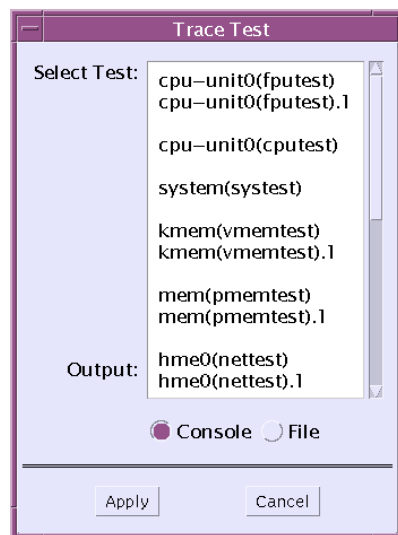 Trace Test
Select Test:
cpu-unit0(fputest)
cpu-unit0(fputest).1
cpu-unit0(cputest)
system(systest)
kmem(vmemtest)
kmem(vmemtest).1
mem(pmemtest)
mem(pmemtest).1
hme0(nettest)
hme0(nettest).1
Output:
Console File
Apply Cancel